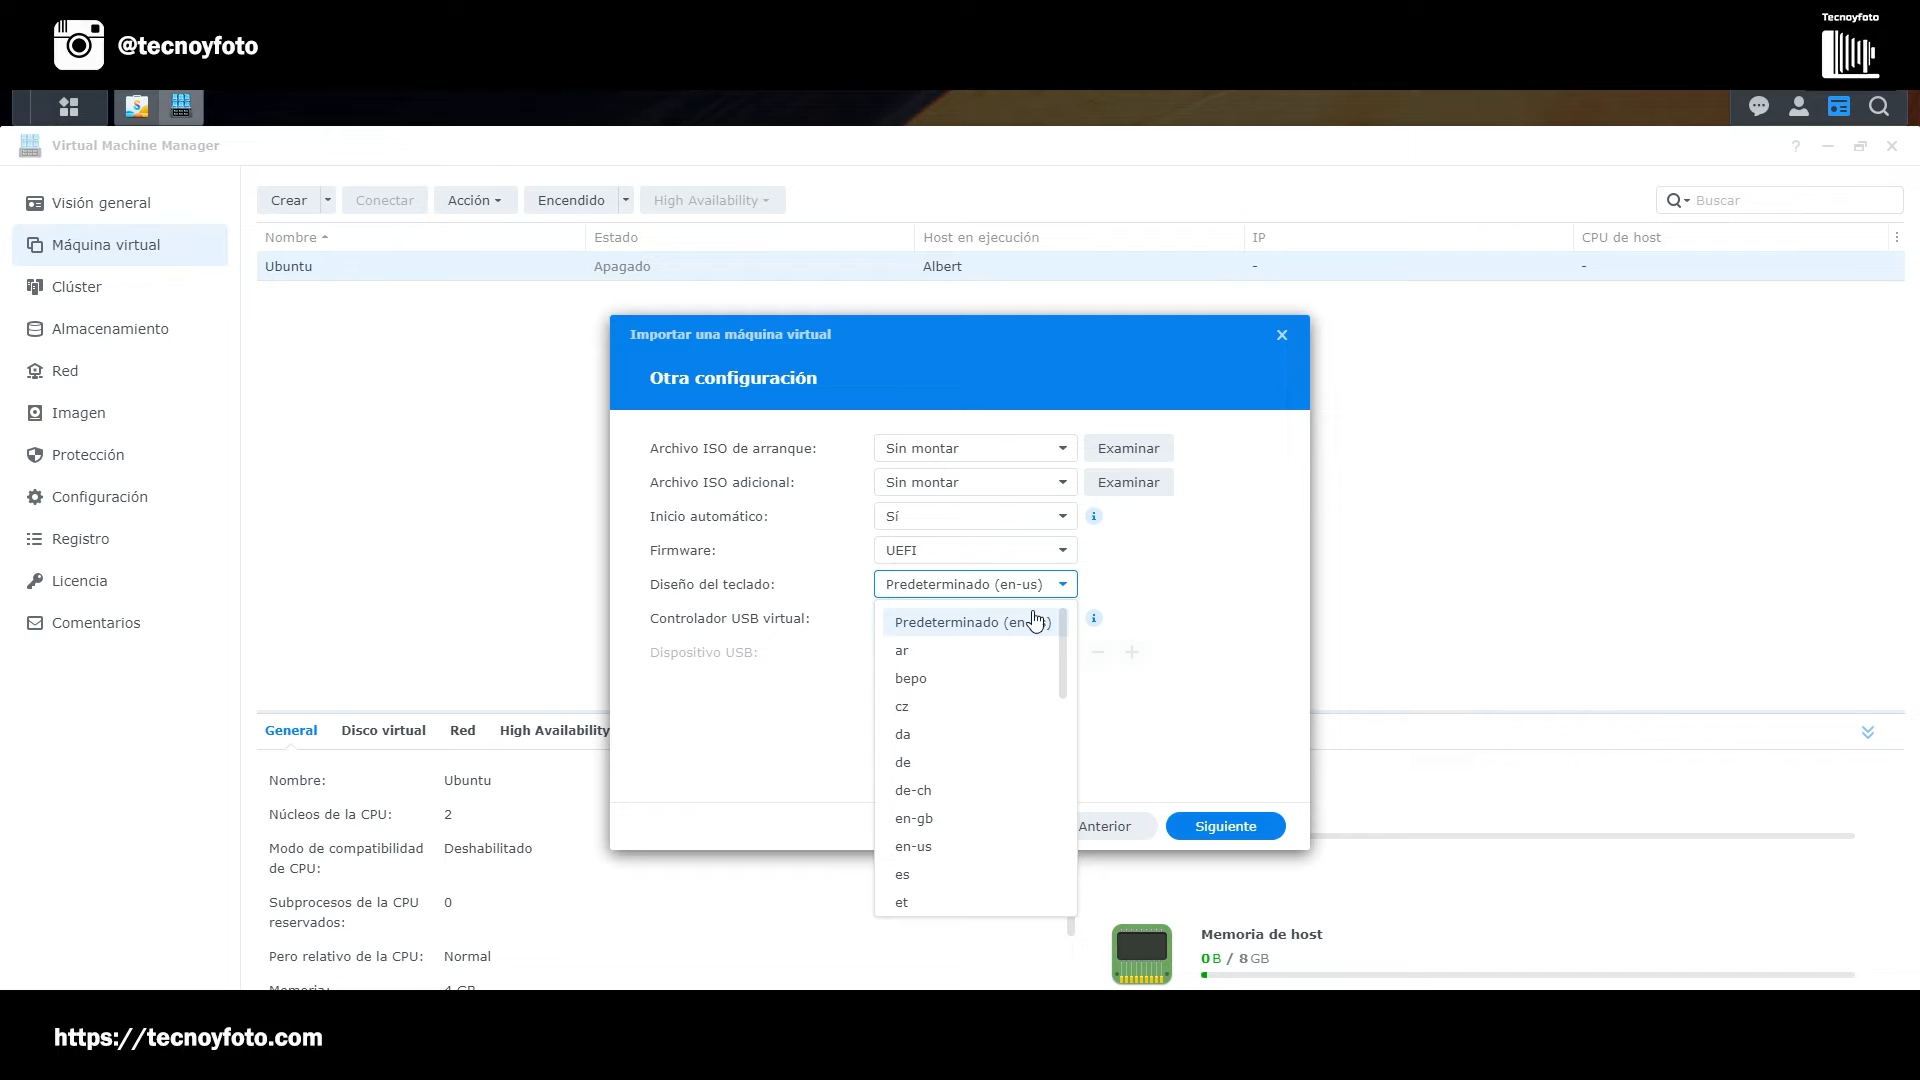 @tecnoyfoto
Tecnoyfoto
Virtual Machine Manager
Visión general
Máquina virtual
Clúster
Almacenamiento
Red
Imagen
Protección
Configuración
Registro
Licencia
Comentarios
Crear Conectar Acción Encendido High Availability Buscar
Nombre Estado Host en ejecución IP CPU de host
Ubuntu Apagado Albert - -
Importar una máquina virtual
Otra configuración
Archivo ISO de arranque: Sin montar Examinar
Archivo ISO adicional: Sin montar Examinar
Inicio automático: Sí
Firmware: UEFI
Diseño del teclado: Predeterminado (en-us)
Controlador USB virtual:
Dispositivo USB:
Predeterminado
ar
bepo
cz
da
de
de-ch
en-gb
en-us
es
et
Anterior Siguiente
General Disco virtual Red High Availability
Nombre: Ubuntu
Núcleos de la CPU: 2
Modo de compatibilidad de CPU: Deshabilitado
Subprocesos de la CPU reservados: 0
Pero relativo de la CPU: Normal
Memoria de host
0 B / 8 GB
https://tecnoyfoto.com